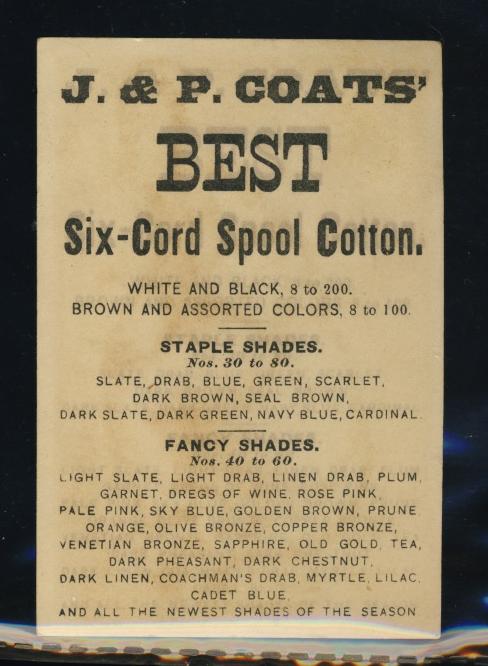 J. & P. COATS'
BEST
Six-Cord Spool Cotton.
WHITE AND BLACK, 8 to 200.
BROWN AND ASSORTED COLORS, 8 to 100.
STAPLE SHADES.
Nos. 30 to 80.
SLATE, DRAB, BLUE, GREEN, SCARLET,
DARK BROWN, SEAL BROWN,
DARK SLATE, DARK GREEN, NAVY BLUE, CARDINAL.
FANCY SHADES.
Nos. 40 to 60.
LIGHT SLATE, LIGHT DRAB, LINEN DRAB, PLUM,
GARNET, DREGS OF WINE, ROSE PINK,
PALE PINK, SKY BLUE, GOLDEN BROWN, PRUNE
ORANGE, OLIVE BRONZE, COPPER BRONZE,
VENETIAN BRONZE, SAPPHIRE, OLD GOLD, TEA,
DARK PHEASANT, DARK CHESTNUT,
DARK LINEN, COACHMAN'S DRAB, MYRTLE, LILAC,
CADET BLUE,
AND ALL THE NEWEST SHADES OF THE SEASON